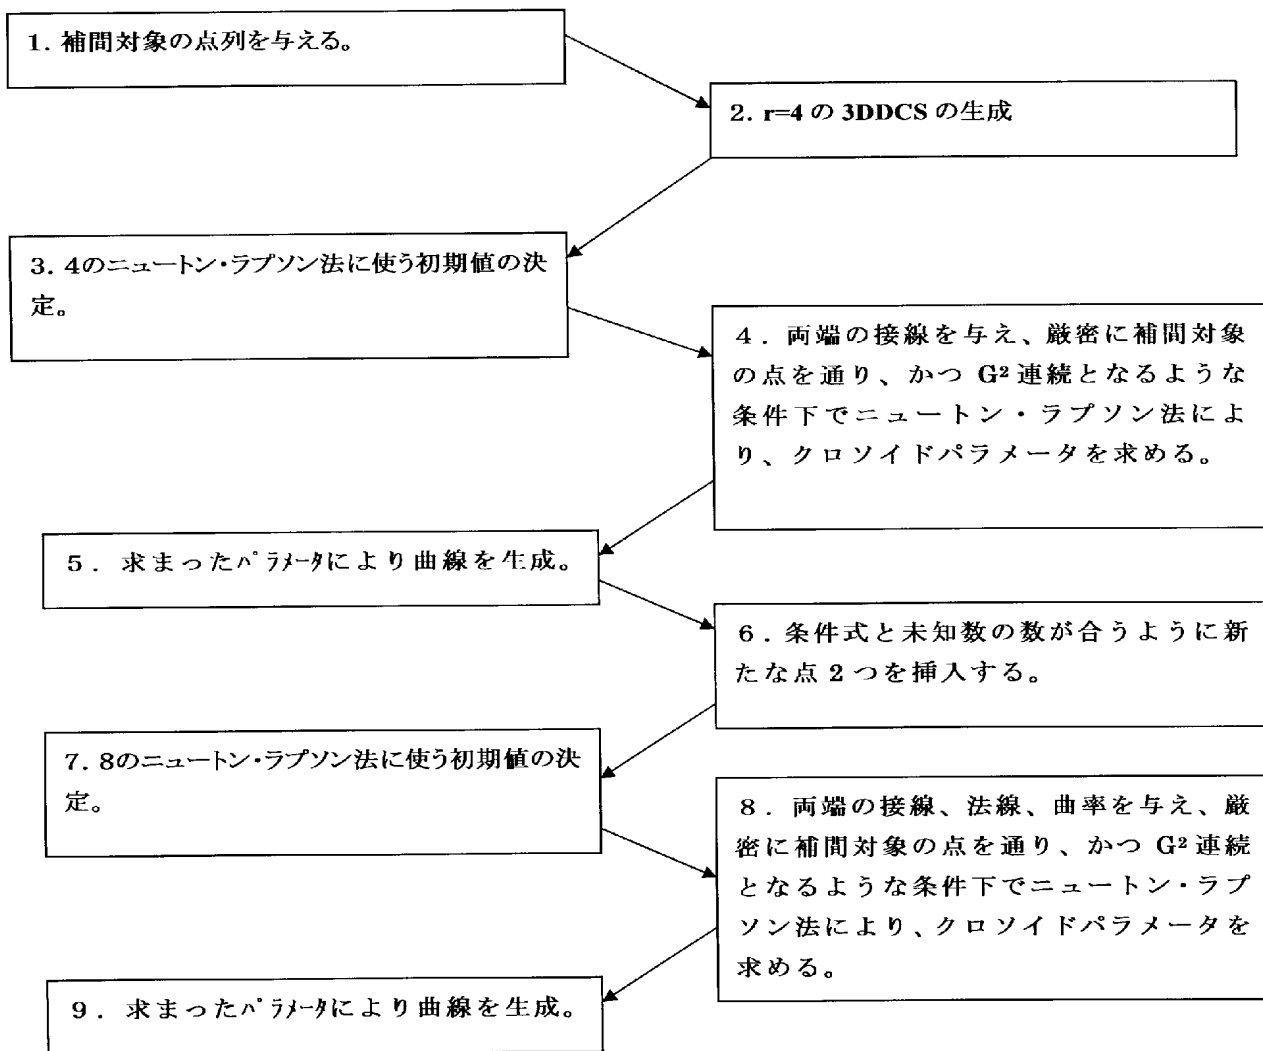 1. 補間対象の点列を与える。
2. r=4 の 3DDCS の生成
3. 4のニュートン・ラプソン法に使う初期値の決
定。
4. 両端の接線を与え、厳密に補間対象
の点を通り、かつ G² 連続となるような
条件下でニュートン・ラプソン法によ
り、クロソイドパラメータを求める。
5. 求まったﾊﾟﾗﾒｰﾀにより曲線を生成。
6. 条件式と未知数の数が合うように新
たな点 2 つを挿入する。
7. 8のニュートン・ラプソン法に使う初期値の決
定。
8. 両端の接線、法線、曲率を与え、厳
密に補間対象の点を通り、かつ G² 連続
となるような条件下でニュートン・ラプ
ソン法により、クロソイドパラメータを
求める。
9. 求まったﾊﾟﾗﾒｰﾀにより曲線を生成。